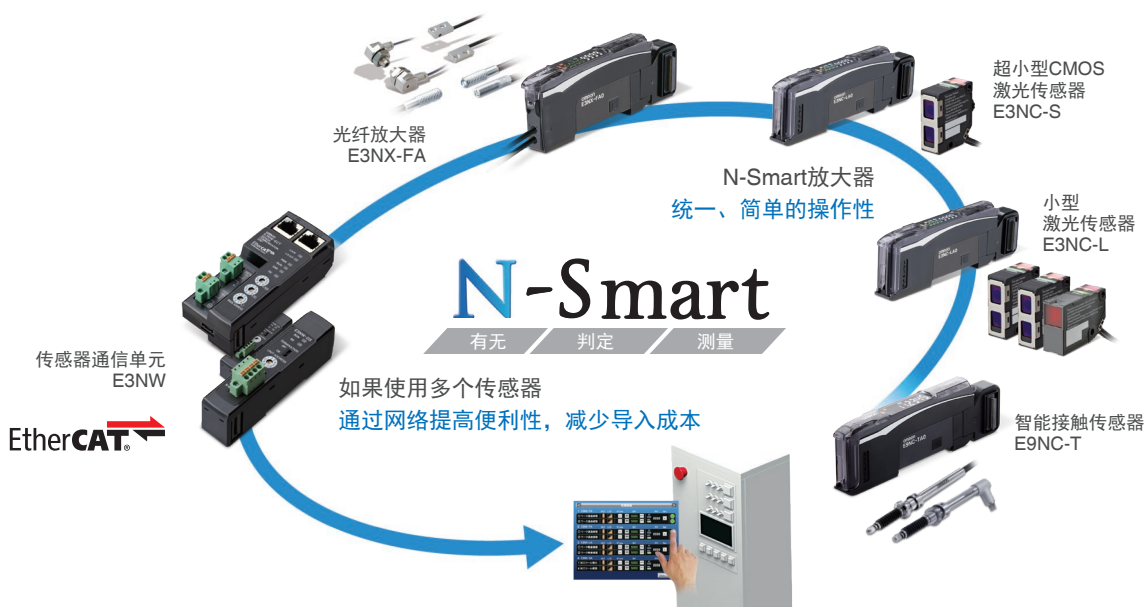 光纤放大器
E3NX-FA
超小型CMOS
激光传感器
E3NC-S
N-Smart放大器
统一、简单的操作性
小型
激光传感器
E3NC-L
N-Smart
有无 判定 测量
传感器通信单元
E3NW
EtherCAT®
如果使用多个传感器
通过网络提高便利性，减少导入成本
智能接触传感器
E9NC-T